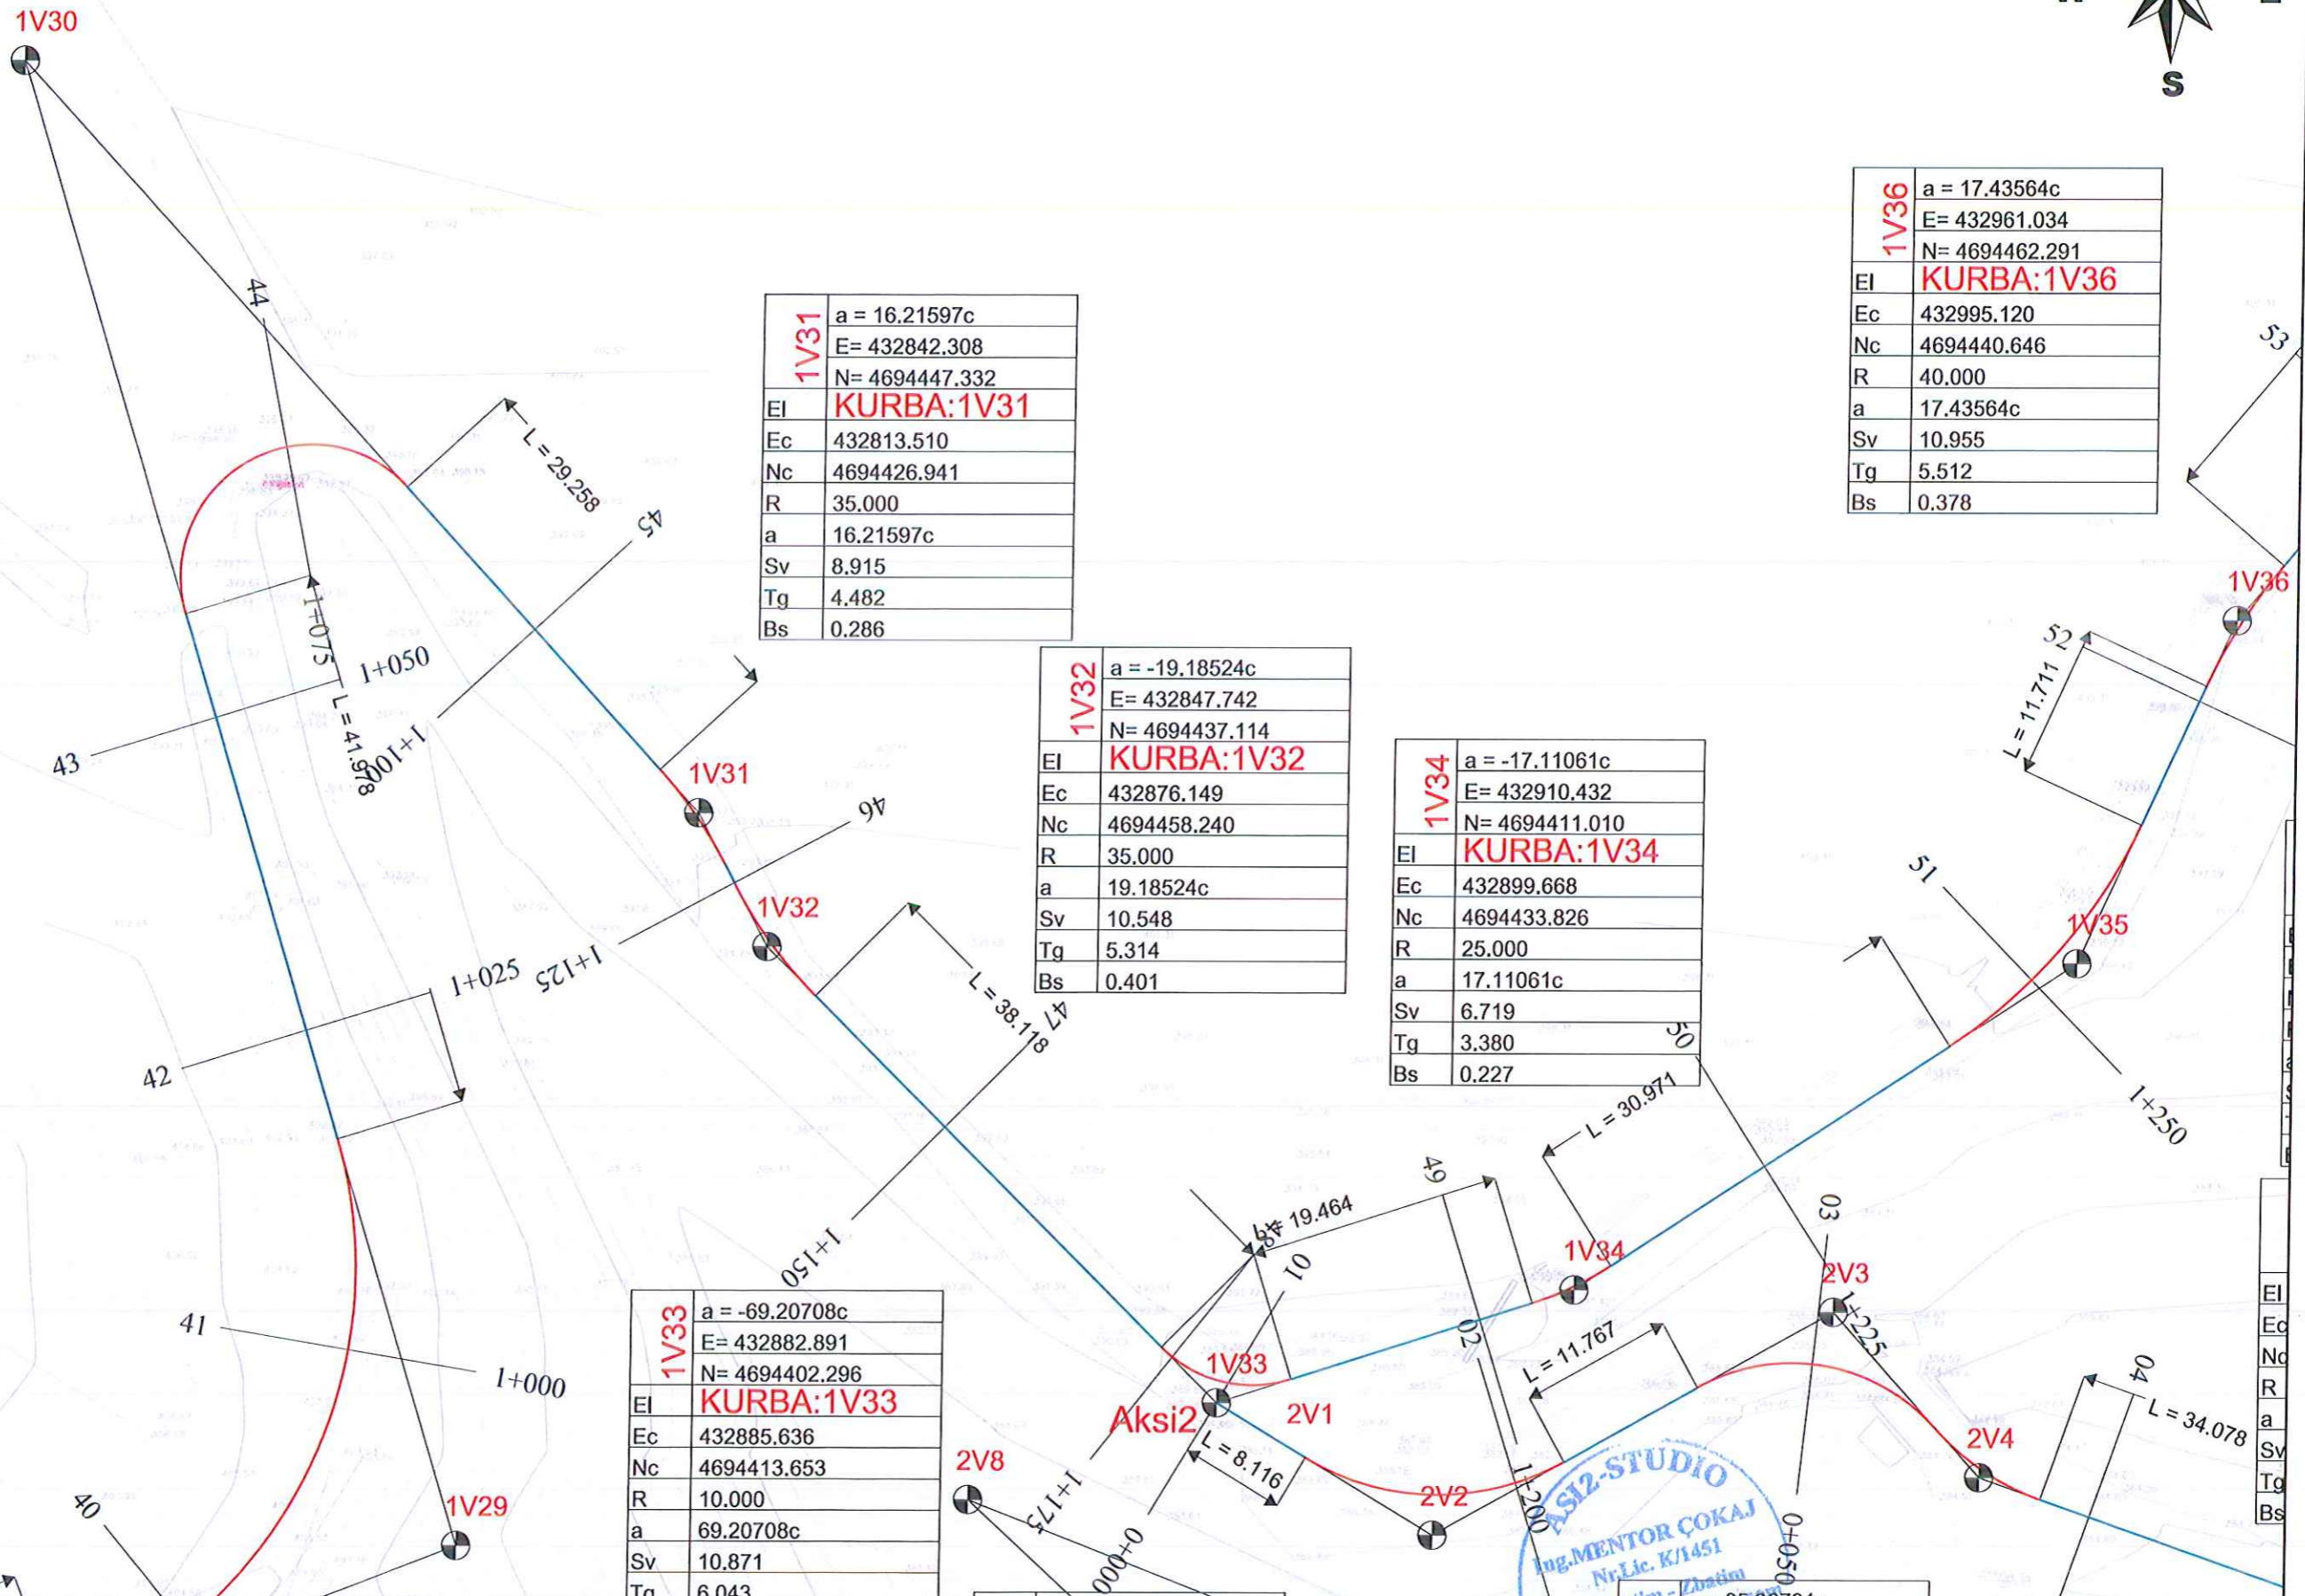 1V30
S
1V36
a = 17.43564c
E= 432961.034
N= 4694462.291
El KURBA:1V36
Ec 432995.120
Nc 4694440.646
R 40.000
a 17.43564c
Sv 10.955
Tg 5.512
Bs 0.378
1V31
a = 16.21597c
E= 432842.308
N= 4694447.332
El KURBA:1V31
Ec 432813.510
Nc 4694426.941
R 35.000
a 16.21597c
Sv 8.915
Tg 4.482
Bs 0.286
44
53
L = 29.258
45
1V36
1+075
52
L = 11.711
1+050
L = 41.978
43
1+100
1V32
a = -19.18524c
E= 432847.742
N= 4694437.114
El KURBA:1V32
Ec 432876.149
Nc 4694458.240
R 35.000
a 19.18524c
Sv 10.548
Tg 5.314
Bs 0.401
1V34
a = -17.11061c
E= 432910.432
N= 4694411.010
El KURBA:1V34
Ec 432899.668
Nc 4694433.826
R 25.000
a 17.11061c
Sv 6.719
Tg 3.380
Bs 0.227
1V31
46
51
1V32
1V35
1+025
1+125
L = 38.118
47
50
42
L = 30.971
1+250
49
03
= 19.464
48
1+150
01
1V34
2V3
1V33
a = -69.20708c
E= 432882.891
N= 4694402.296
El KURBA:1V33
Ec 432885.636
Nc 4694413.653
R 10.000
a 69.20708c
Sv 10.871
Tg 6.043
41
1+000
02
1+225
L = 11.767
1V33
04
Aksi2
2V1
L = 34.078
2V4
L = 8.116
2V8
2V2
1+175
1+200
40
1V29
0+000
0+050
ASI2-STUDIO
Ing.MENTOR ÇOKAJ
Nr.Lic. K/1451
Zbatim
El
Ec
Nc
R
a
Sv
Tg
Bs